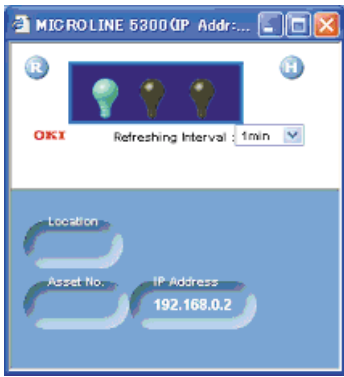 MICROLINE 5300(IP Addr:...
R
H
OKI
Refreshing Interval : 1min
Location
Asset No.
IP Address
192.168.0.2